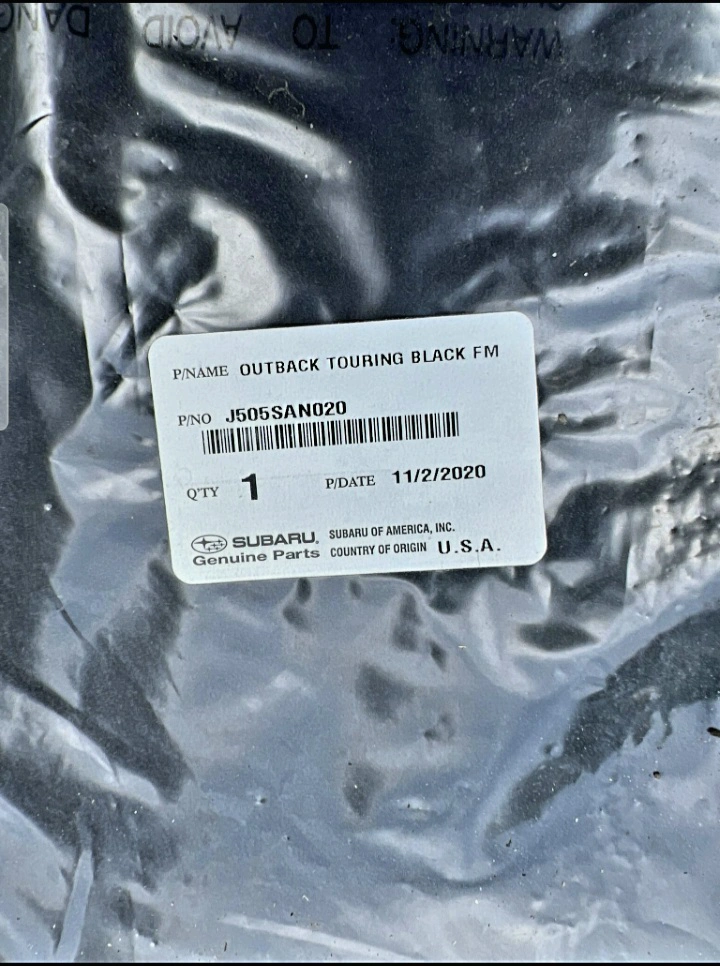 WARNING: TO AVOID DANG
P/NAME OUTBACK TOURING BLACK FM
P/NO J505SAN020
Q'TY 1 P/DATE 11/2/2020
SUBARU. SUBARU OF AMERICA, INC.
Genuine Parts COUNTRY OF ORIGIN U.S.A.